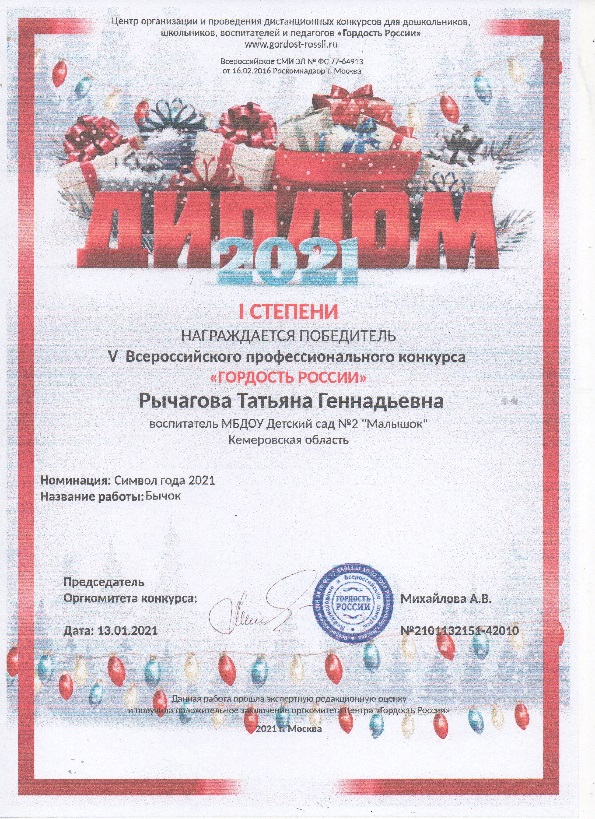 Центр организации и проведения дистанционных конкурсов для дошкольников,
школьников, воспитателей и педагогов «Гордость России»
www.gordost-rossii.ru
Всероссийское СМИ ЭЛ № ФС 77-64913
от 16.02.2016 Роскомнадзор г. Москва
ДИПЛОМ
2021
I СТЕПЕНИ
НАГРАЖДАЕТСЯ ПОБЕДИТЕЛЬ
V Всероссийского профессионального конкурса
«ГОРДОСТЬ РОССИИ»
Рычагова Татьяна Геннадьевна
воспитатель МБДОУ Детский сад №2 "Малышок"
Кемеровская область
Номинация: Символ года 2021
Название работы: Бычок
Председатель
Оргкомитета конкурса:
Михайлова А.В.
ГОРДОСТЬ
РОССИИ
Дата: 13.01.2021
№2101132151-42010
Данная работа прошла экспертную редакционную оценку
и получила положительное заключение оргкомитета Центра «Гордость России»
2021 г. Москва